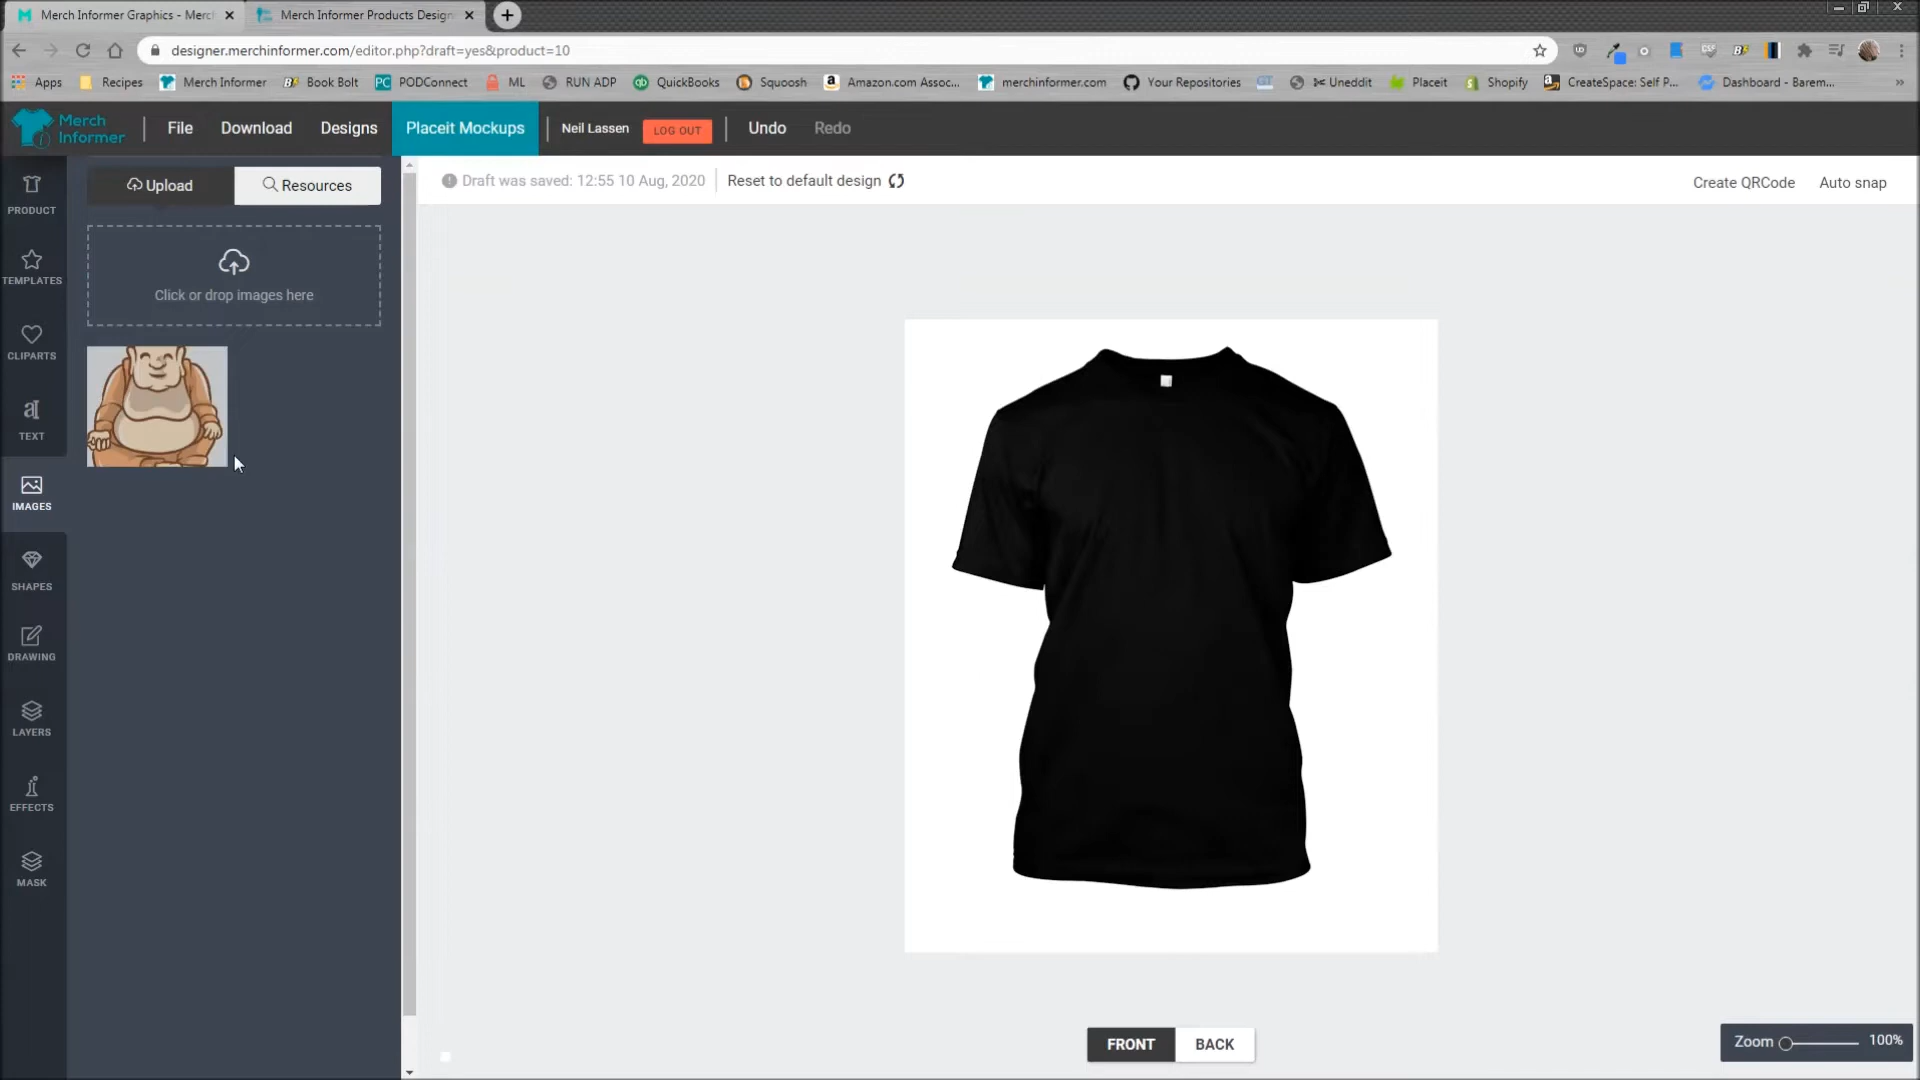 Merch Informer Graphics - Merc
Merch Informer Products Design
designer.merchinformer.com/editor.php?draft=yes&product=10
Apps
Recipes
Merch Informer
Book Bolt
PODConnect
ML
RUN ADP
QuickBooks
Squoosh
Amazon.com Assoc...
merchinformer.com
Your Repositories
GT
Uneddit
Placeit
Shopify
CreateSpace: Self P...
Dashboard - Barem...
Merch
Informer
File
Download
Designs
Placeit Mockups
Neil Lassen
LOG OUT
Undo
Redo
Upload
Resources
Draft was saved: 12:55 10 Aug, 2020
Reset to default design
Create QRCode
Auto snap
Click or drop images here
PRODUCT
TEMPLATES
CLIPARTS
TEXT
IMAGES
SHAPES
DRAWING
LAYERS
EFFECTS
MASK
FRONT
BACK
Zoom
100%